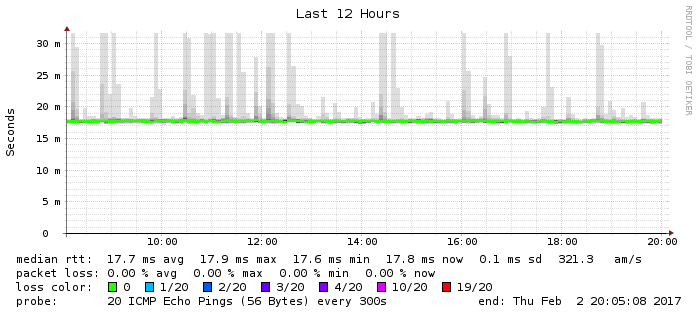 Last 12 Hours
RRDTOOL / TOBI OETIKER
Seconds
30 m
25 m
20 m
15 m
10 m
5 m
0
10:00 12:00 14:00 16:00 18:00 20:00
median rtt: 17.7 ms avg 17.9 ms max 17.6 ms min 17.8 ms now 0.1 ms sd 321.3 am/s
packet loss: 0.00 % avg 0.00 % max 0.00 % min 0.00 % now
loss color: 0 1/20 2/20 3/20 4/20 10/20 19/20
probe: 20 ICMP Echo Pings (56 Bytes) every 300s end: Thu Feb 2 20:05:08 2017